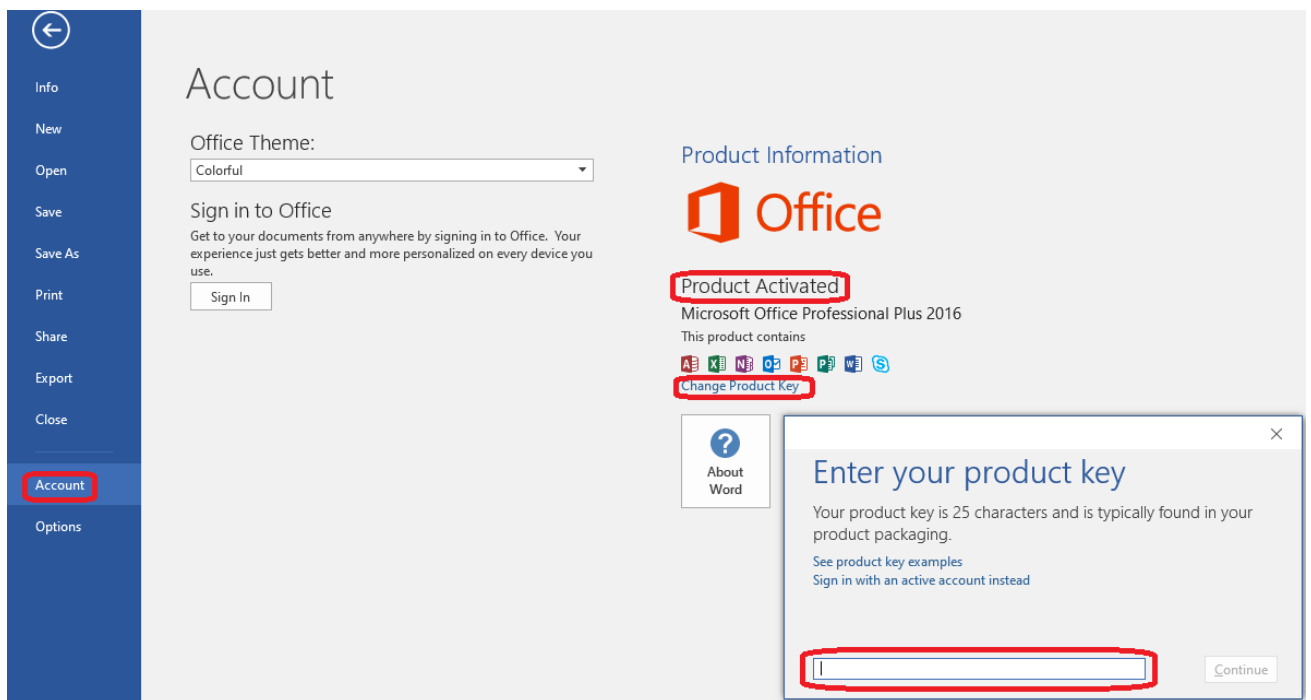 Info
New
Open
Save
Save As
Print
Share
Export
Close
Account
Options
Account
Office Theme:
Colorful
Sign in to Office
Get to your documents from anywhere by signing in to Office. Your
experience just gets better and more personalized on every device you
use.
Sign In
Product Information
Office
Product Activated
Microsoft Office Professional Plus 2016
This product contains
Change Product Key
About
Word
Enter your product key
Your product key is 25 characters and is typically found in your
product packaging.
See product key examples
Sign in with an active account instead
Continue